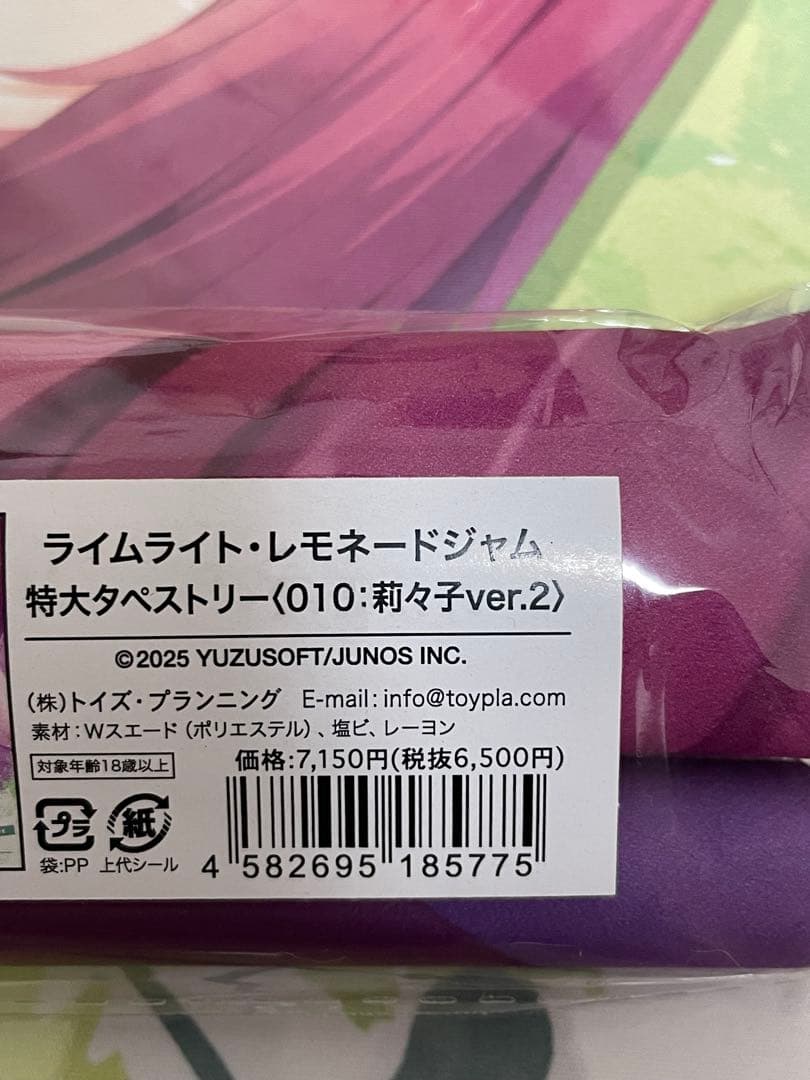 ライムライト・レモネードジャム
特大タペストリー〈010：莉々子ver.2〉
©2025 YUZUSOFT/JUNOS INC.
（株）トイズ・プランニング E-mail：info@toypla.com
素材：Wスエード（ポリエステル）、塩ビ、レーヨン
対象年齢18歳以上
価格:7,150円(税抜6,500円)
プラ
紙
袋:PP 上代シール
4 582695 185775